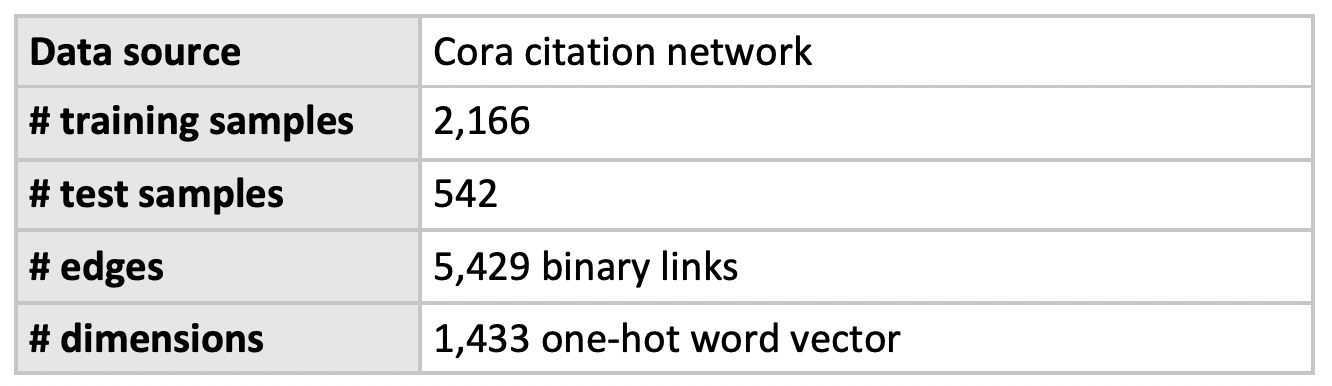 Data source Cora citation network
# training samples 2,166
# test samples 542
# edges 5,429 binary links
# dimensions 1,433 one-hot word vector